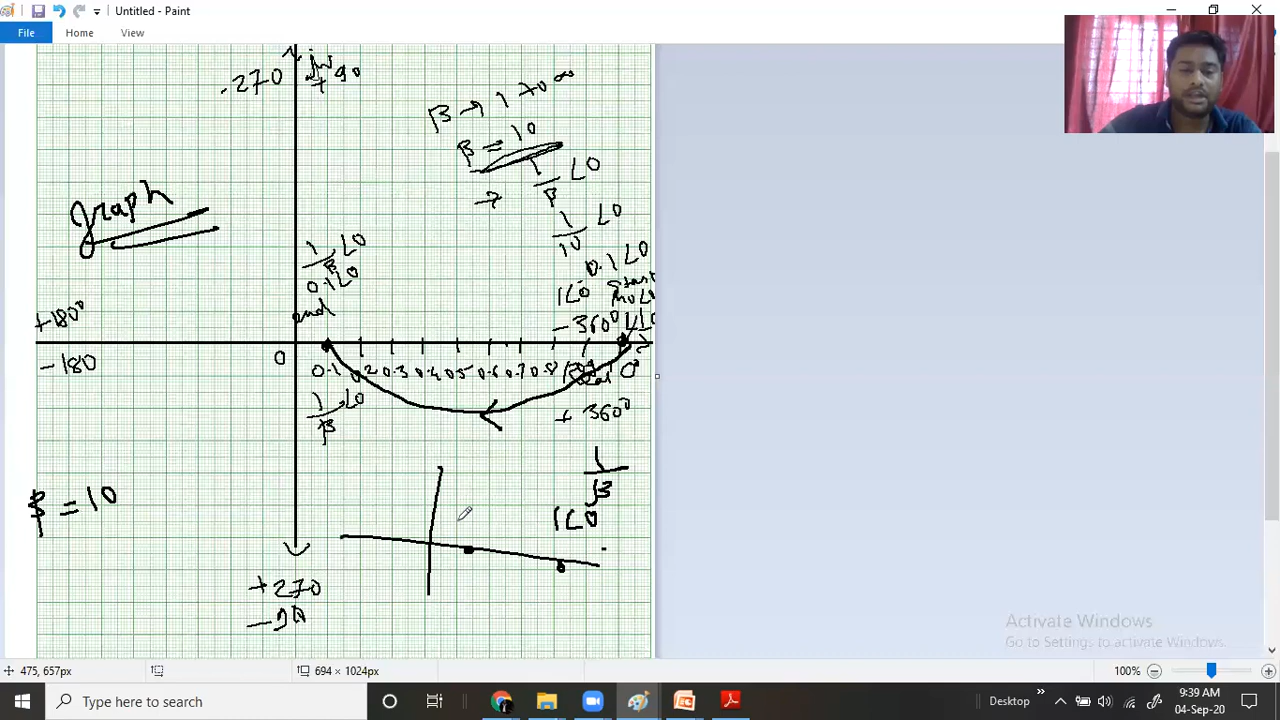 Untitled - Paint
File
Home
View
-270
jv
+90
β → 1 to ∞
β = 10
→ 1/β ∠0
1/10 ∠0
0.1∠0
graph
1/β ∠0
0.1∠0
end
1∠0
Start
-360°
+180°
-180
0
0.1 0.2 0.3 0.4 0.5 0.6 0.7 0.8
0°
1/β ∠0
+ 360°
1/β
1∠0
β = 10
+270
-90
Activate Windows
Go to Settings to activate Windows.
475, 657px
694 × 1024px
100%
Type here to search
Desktop
9:39 AM
04-Sep-20